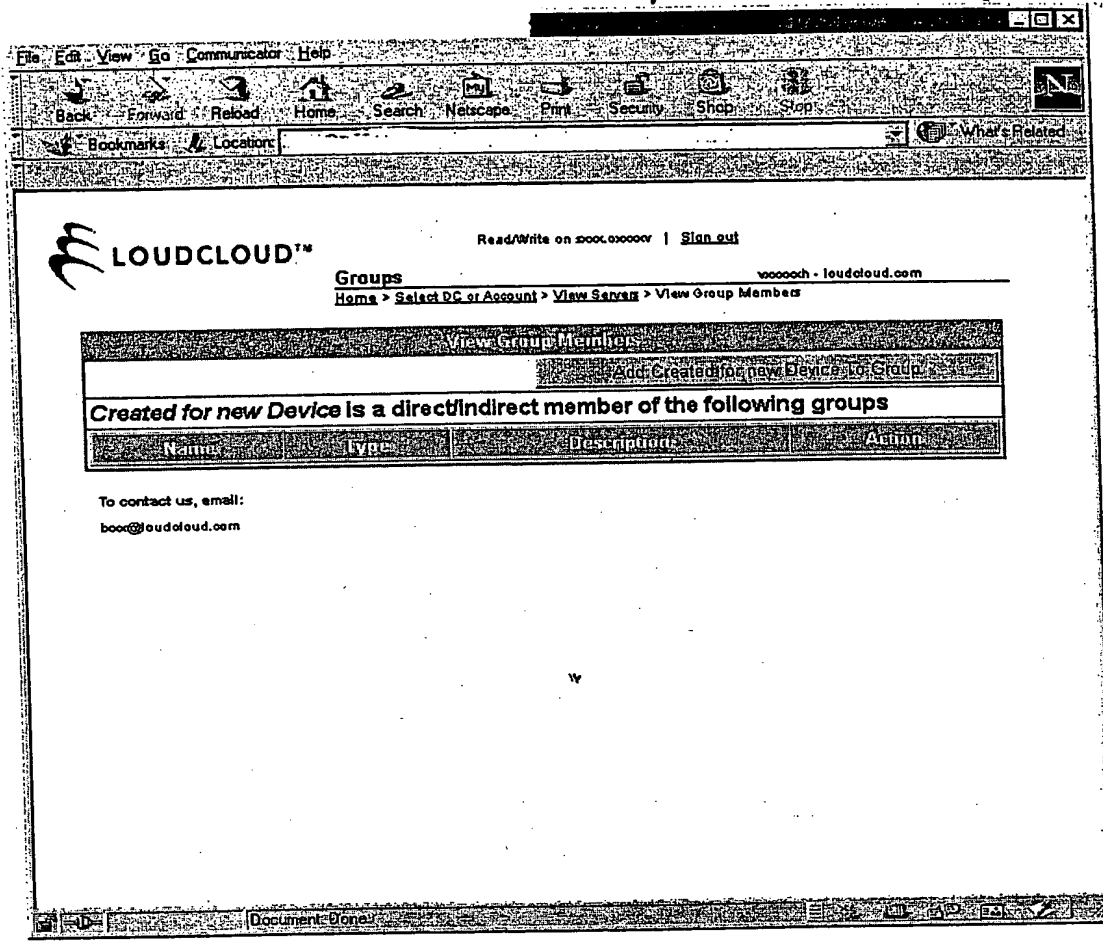 File Edit View Go Communicator Help
Back Forward Reload Home Search Netscape Print Security Shop Stop
Bookmarks Location: What's Related
LOUDCLOUD™
Read/Write on | Sign out
Groups - loudcloud.com
Home > Select DC or Account > View Servers > View Group Members
View Group Members
Add Created for new Device To Group
Created for new Device is a direct/indirect member of the following groups
Name Type Description Action
To contact us, email:
@loudcloud.com
Document: Done